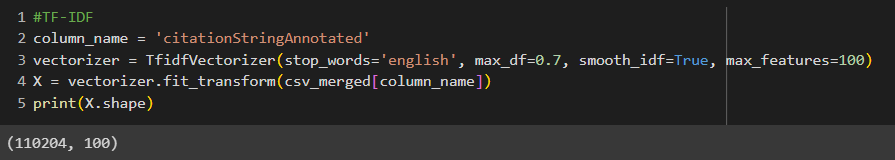 1 #TF-IDF
2 column_name = 'citationStringAnnotated'
3 vectorizer = TfidfVectorizer(stop_words='english', max_df=0.7, smooth_idf=True, max_features=100)
4 X = vectorizer.fit_transform(csv_merged[column_name])
5 print(X.shape)
(110204, 100)